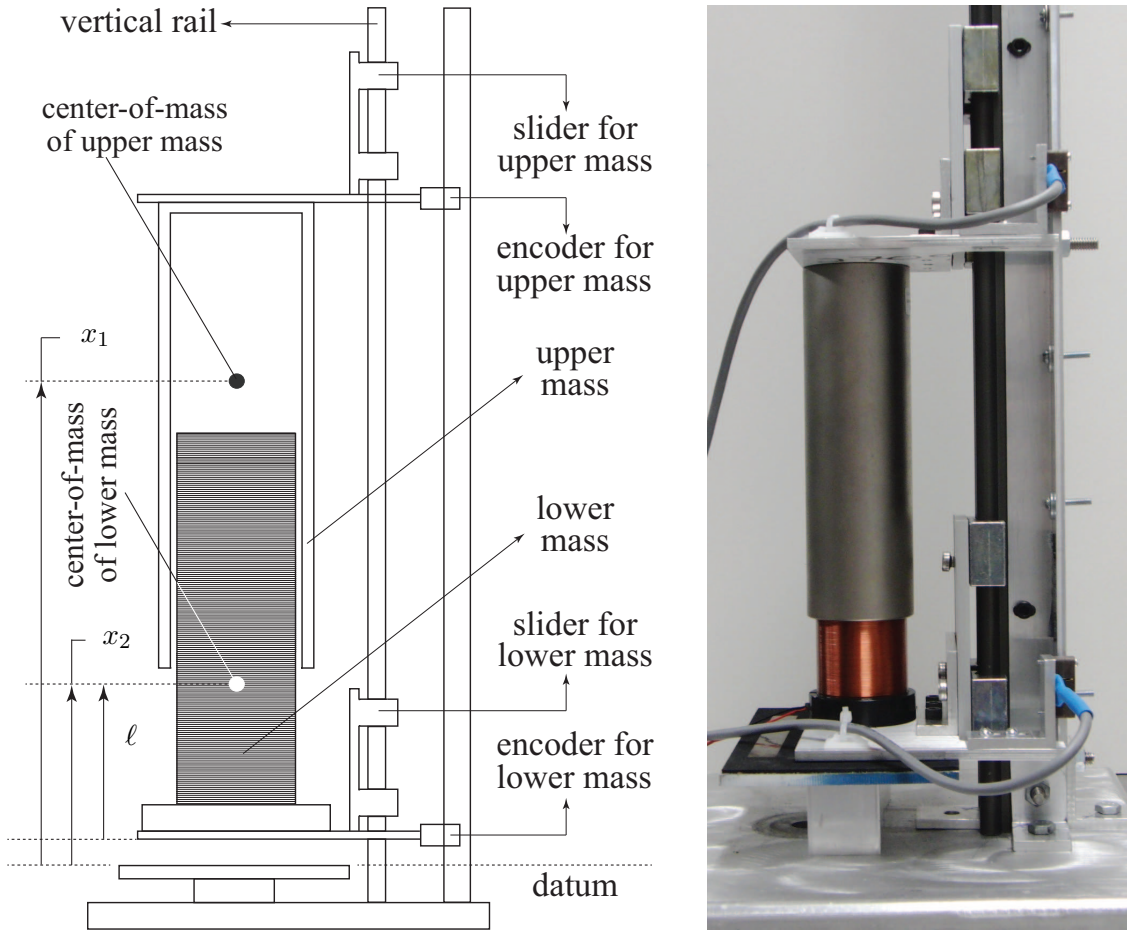 vertical rail
center-of-mass
of upper mass
slider for
upper mass
encoder for
upper mass
x₁
upper
mass
center-of-mass
of lower mass
lower
mass
x₂
slider for
lower mass
ℓ
encoder for
lower mass
datum